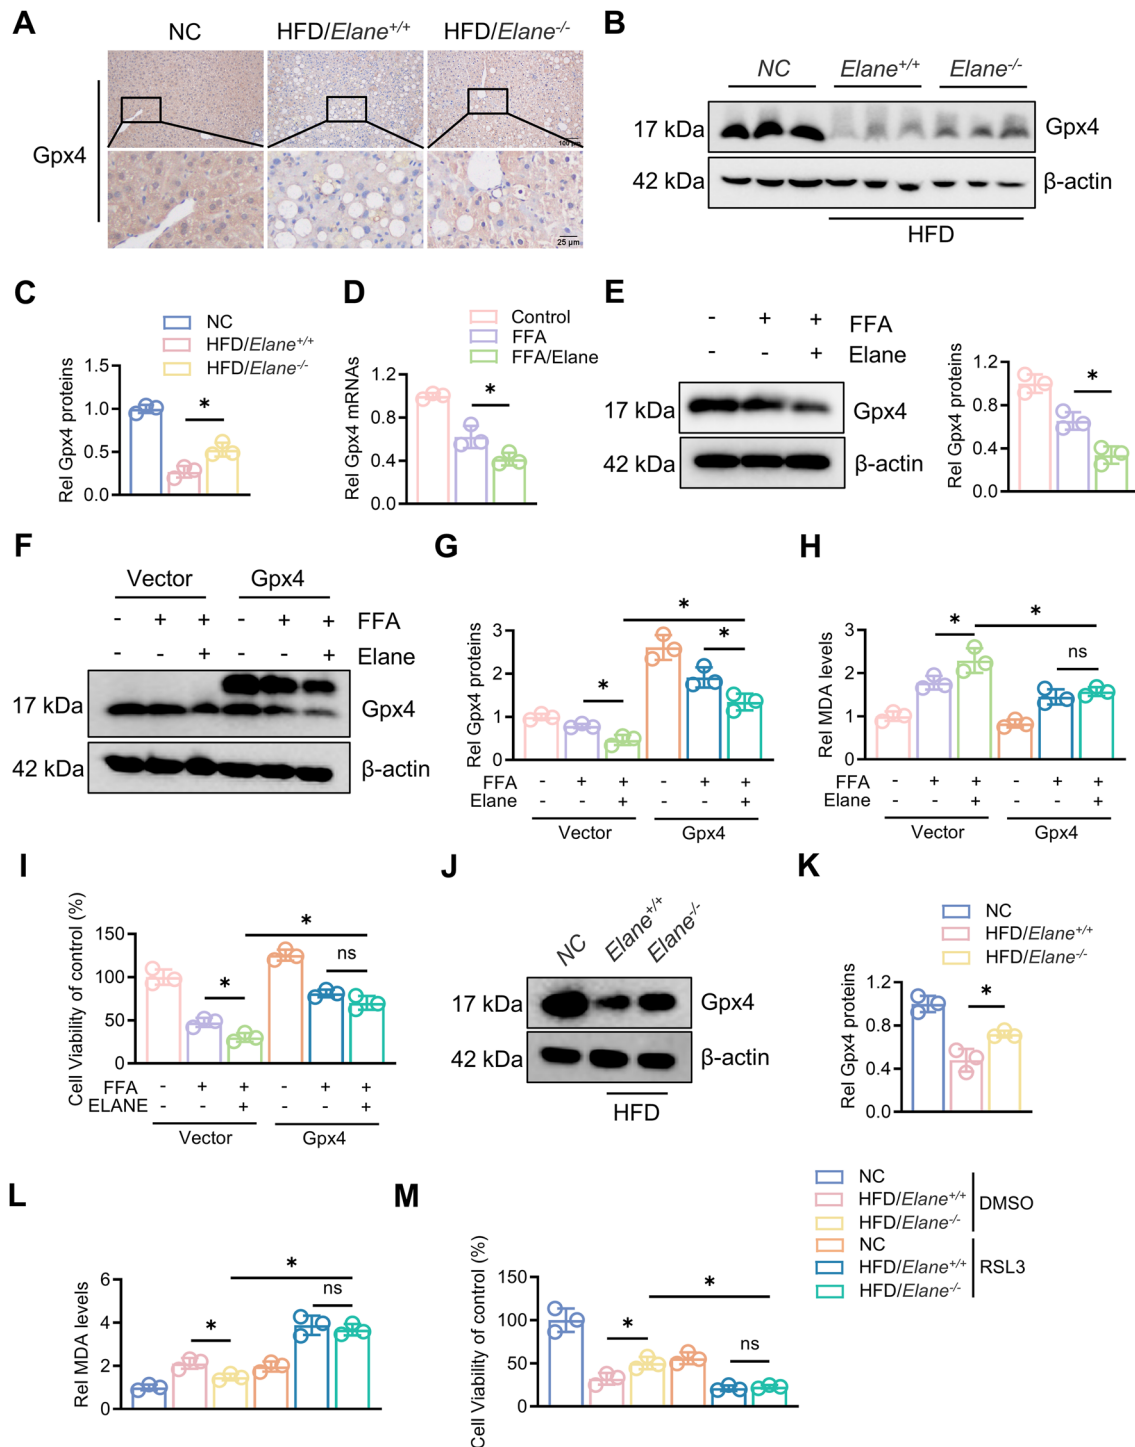 A
NC
HFD/Elane+/+
HFD/Elane-/-
Gpx4
100 μm
25 μm
B
NC
Elane+/+
Elane-/-
17 kDa
Gpx4
42 kDa
β-actin
HFD
C
NC
HFD/Elane+/+
HFD/Elane-/-
Rel Gpx4 proteins
1.5
1.0
0.5
0.0
*
D
Control
FFA
FFA/Elane
Rel Gpx4 mRNAs
1.2
0.8
0.4
0.0
*
E
- + + FFA
- - + Elane
17 kDa
Gpx4
42 kDa
β-actin
Rel Gpx4 proteins
1.2
0.8
0.4
0.0
*
F
Vector Gpx4
- + + - + + FFA
- - + - - + Elane
17 kDa
Gpx4
42 kDa
β-actin
G
Rel Gpx4 proteins
3
2
1
0
* * *
FFA - + + - + +
Elane - - + - - +
Vector Gpx4
H
Rel MDA levels
3
2
1
0
* * ns
FFA - + + - + +
Elane - - + - - +
Vector Gpx4
I
Cell Viability of control (%)
150
100
50
0
* * ns
FFA - + + - + +
ELANE - - + - - +
Vector Gpx4
J
NC
Elane+/+
Elane-/-
17 kDa
Gpx4
42 kDa
β-actin
HFD
K
NC
HFD/Elane+/+
HFD/Elane-/-
Rel Gpx4 proteins
1.2
0.8
0.4
0.0
*
L
Rel MDA levels
6
4
2
0
* * ns
M
Cell Viability of control (%)
150
100
50
0
* * ns
NC
HFD/Elane+/+
HFD/Elane-/-
DMSO
NC
HFD/Elane+/+
HFD/Elane-/-
RSL3